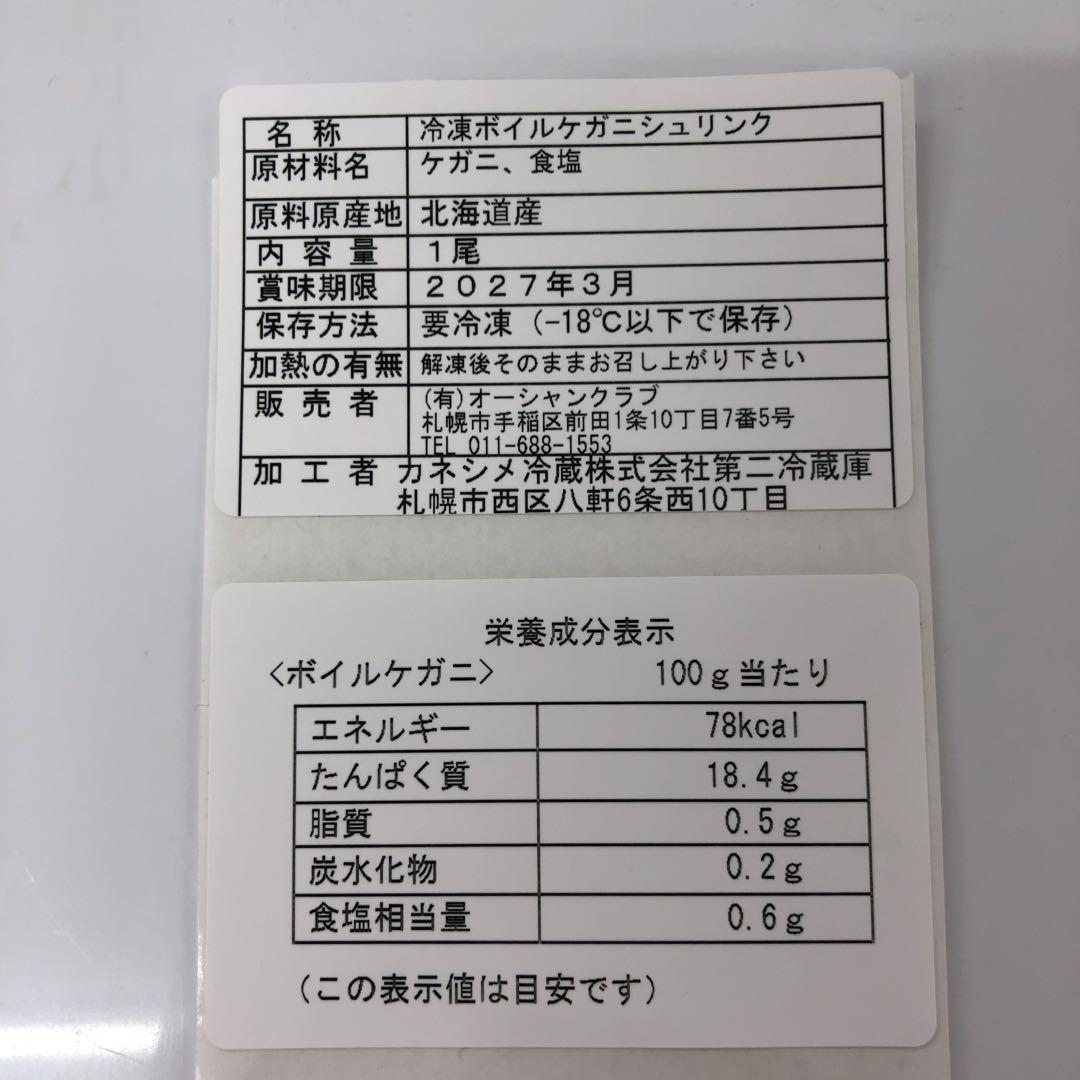 名称 冷凍ボイルケガニシュリンク
原材料名 ケガニ、食塩
原料原産地 北海道産
内容量 1尾
賞味期限 2027年3月
保存方法 要冷凍（-18℃以下で保存）
加熱の有無 解凍後そのままお召し上がり下さい
販売者 (有)オーシャンクラブ
札幌市手稲区前田1条10丁目7番5号
TEL 011-688-1553
加工者 カネシメ冷蔵株式会社第二冷蔵庫
札幌市西区八軒6条西10丁目
栄養成分表示
<ボイルケガニ> 100g当たり
エネルギー 78kcal
たんぱく質 18.4g
脂質 0.5g
炭水化物 0.2g
食塩相当量 0.6g
（この表示値は目安です）